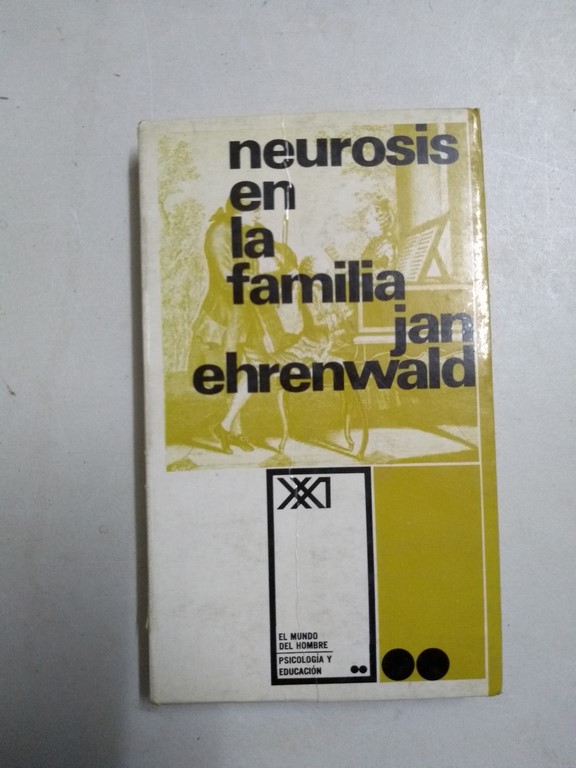 neurosis
en
la
familia
jan
ehrenwald
XXI
EL MUNDO
DEL HOMBRE
PSICOLOGÍA Y
EDUCACIÓN